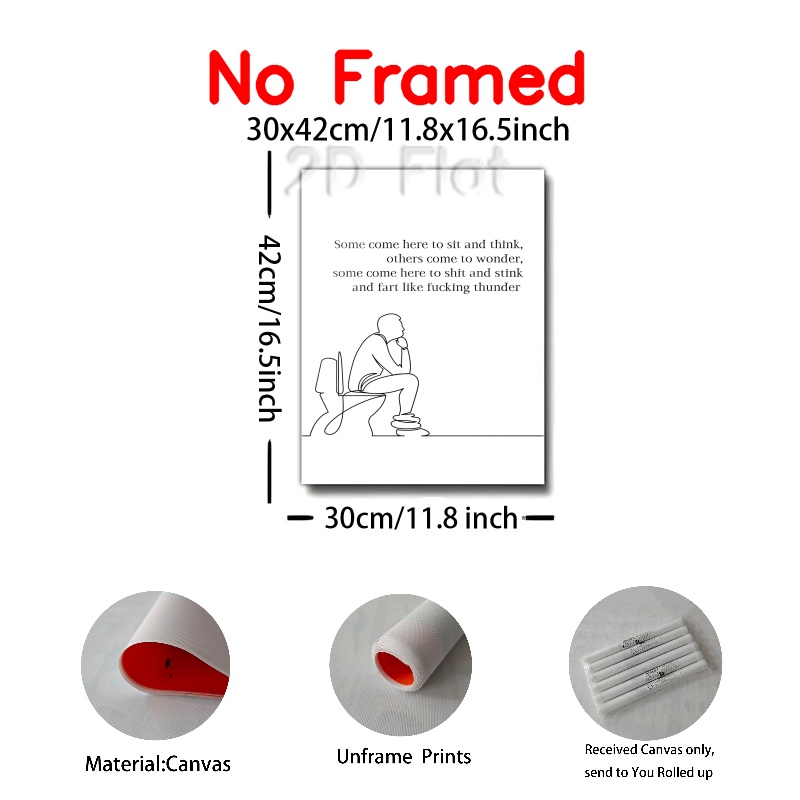 No Framed
30x42cm/11.8x16.5inch
2D Flat
42cm/16.5inch
Some come here to sit and think,
others come to wonder,
some come here to shit and stink
and fart like fucking thunder
30cm/11.8 inch
Material:Canvas
Unframe Prints
Received Canvas only,
send to You Rolled up